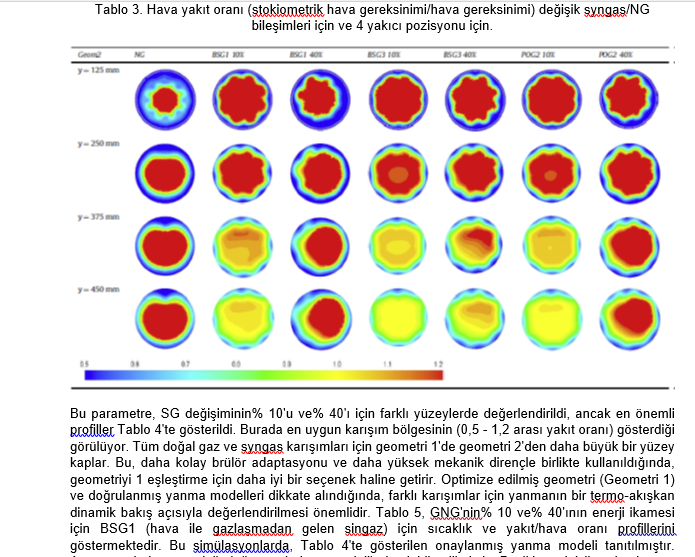 Tablo 3. Hava yakıt oranı (stokiometrik hava gereksinimi/hava gereksinimi) değişik syngas/NG
bileşimleri için ve 4 yakıcı pozisyonu için.
Geom2 NG BSG1 10% BSG1 40% BSG3 10% BSG3 40% POG2 10% POG2 40%
y= 125 mm
y= 250 mm
y= 375 mm
y= 450 mm
0.5 0.6 0.7 0.0 0.9 1.0 1.1 1.2
Bu parametre, SG değişiminin% 10'u ve% 40'ı için farklı yüzeylerde değerlendirildi, ancak en önemli
profiller Tablo 4'te gösterildi. Burada en uygun karışım bölgesinin (0,5 - 1,2 arası yakıt oranı) gösterdiği
görülüyor. Tüm doğal gaz ve syngas karışımları için geometri 1'de geometri 2'den daha büyük bir yüzey
kaplar. Bu, daha kolay brülör adaptasyonu ve daha yüksek mekanik dirençle birlikte kullanıldığında,
geometriyi 1 eşleştirme için daha iyi bir seçenek haline getirir. Optimize edilmiş geometri (Geometri 1)
ve doğrulanmış yanma modelleri dikkate alındığında, farklı karışımlar için yanmanın bir termo-akışkan
dinamik bakış açısıyla değerlendirilmesi önemlidir. Tablo 5, GNG'nin% 10 ve% 40'ının enerji ikamesi
için BSG1 (hava ile gazlaşmadan gelen singaz) için sıcaklık ve yakıt/hava oranı profillerini
göstermektedir. Bu simülasyonlarda, Tablo 4'te gösterilen onaylanmış yanma modeli tanıtılmıştır.